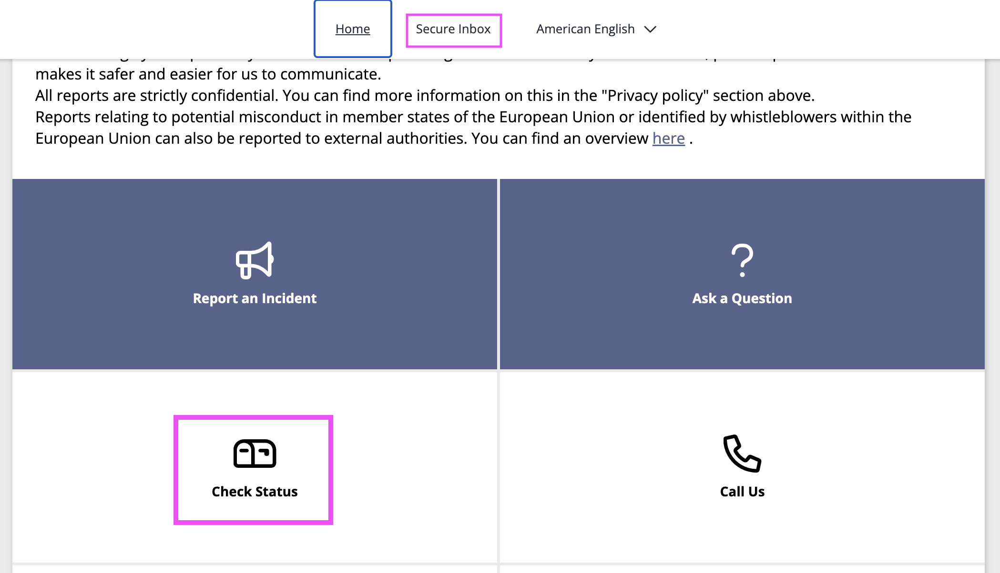 Home
Secure Inbox
American English
makes it safer and easier for us to communicate.
All reports are strictly confidential. You can find more information on this in the "Privacy policy" section above.
Reports relating to potential misconduct in member states of the European Union or identified by whistleblowers within the
European Union can also be reported to external authorities. You can find an overview here .
Report an Incident
Ask a Question
Check Status
Call Us